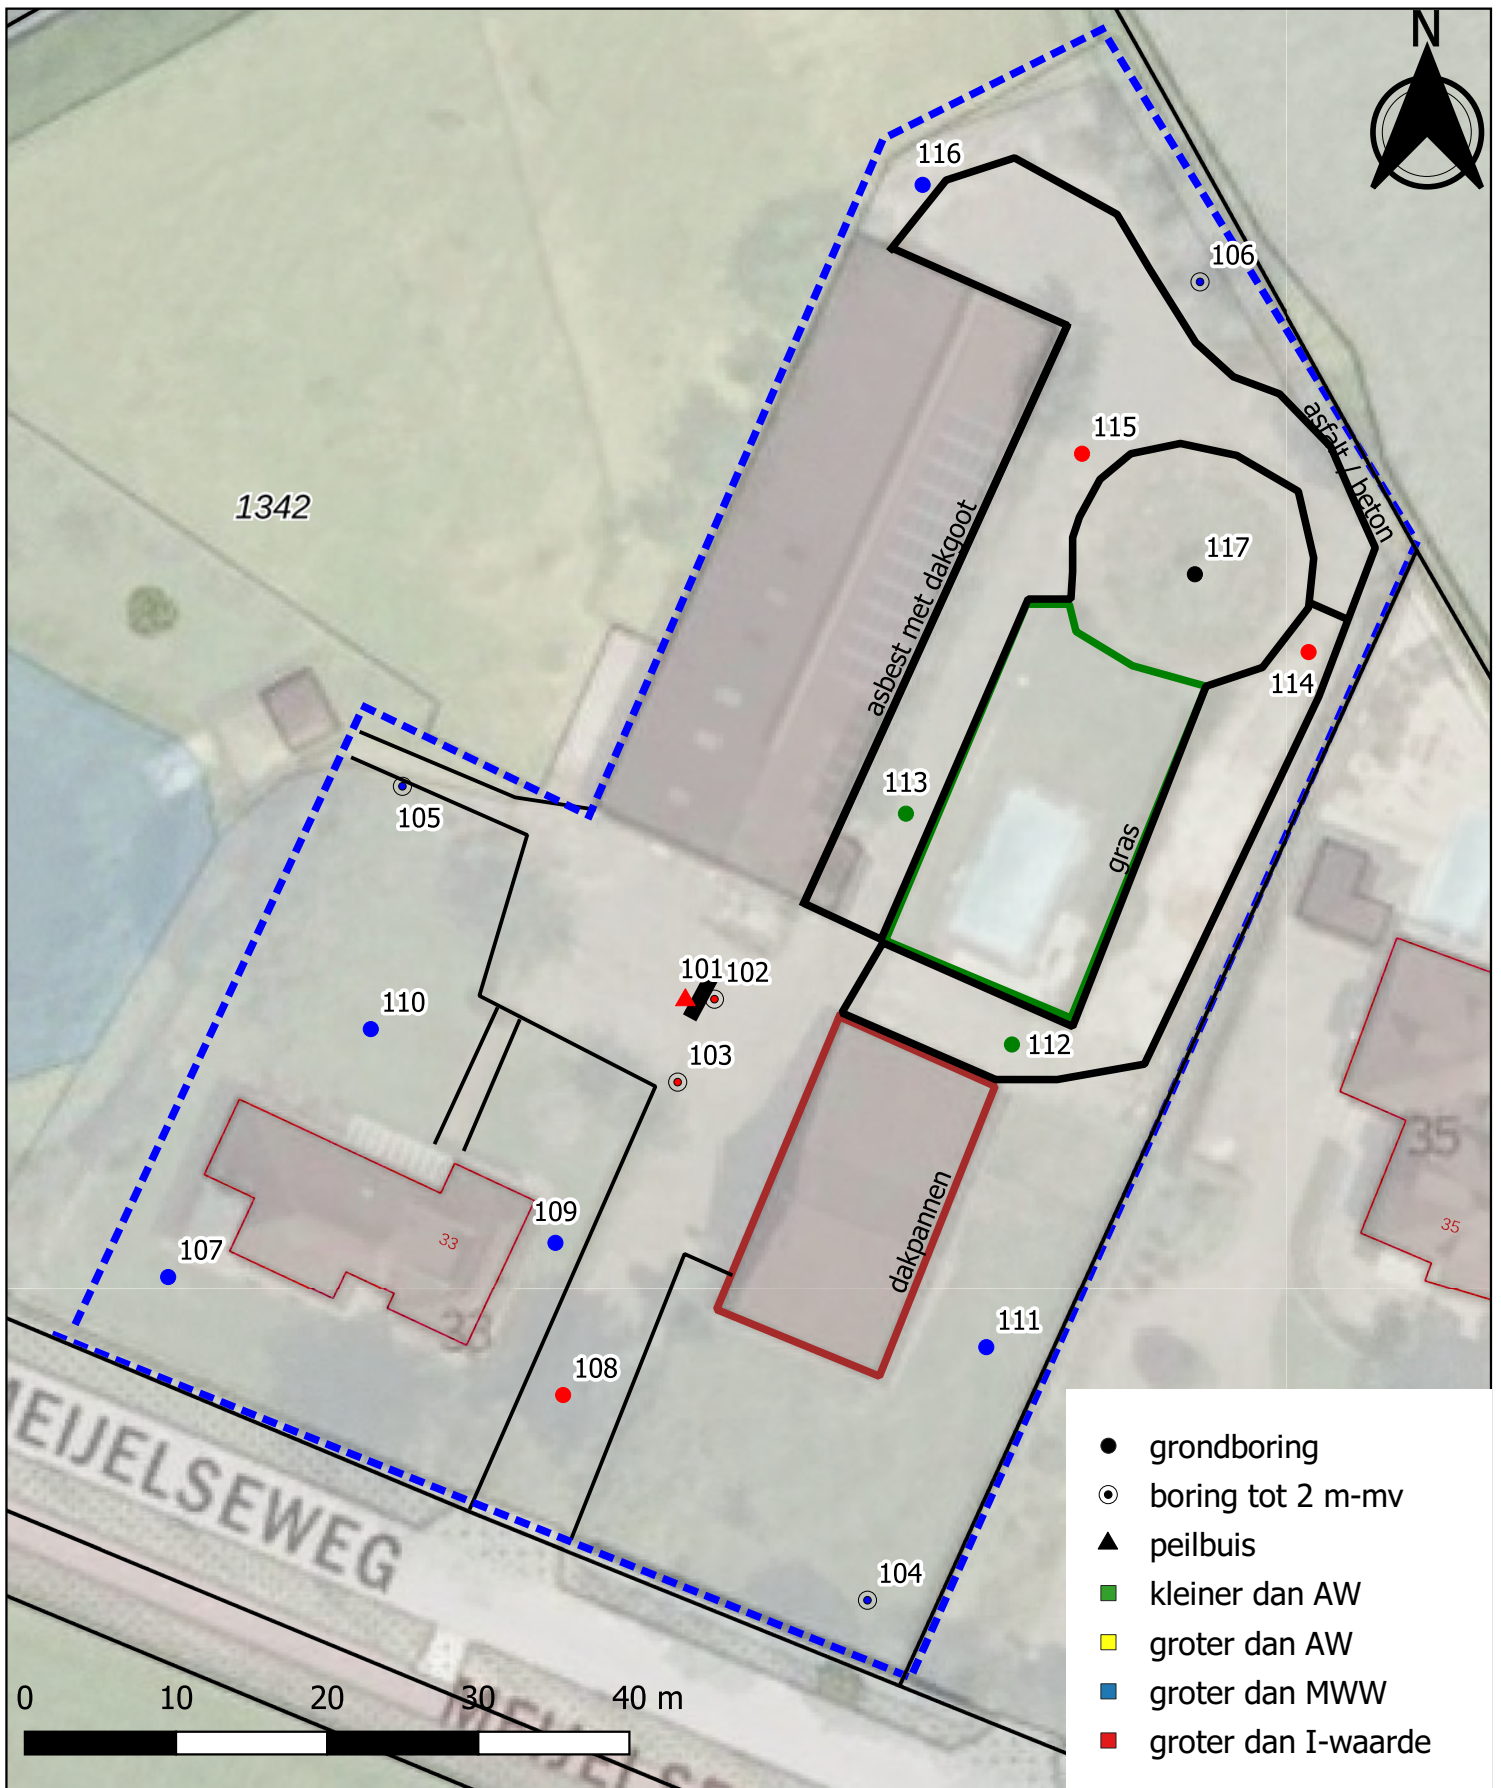 N
116
106
115
asfalt / beton
1342
asbest met dakgoot
117
114
113
105
gras
101
102
110
103
112
35
109
33
35
107
dakpannen
33
111
108
MEIJELSEWEG
104
0 10 20 30 40 m
MEIJELSE
grondboring
boring tot 2 m-mv
peilbuis
kleiner dan AW
groter dan AW
groter dan MWW
groter dan I-waarde